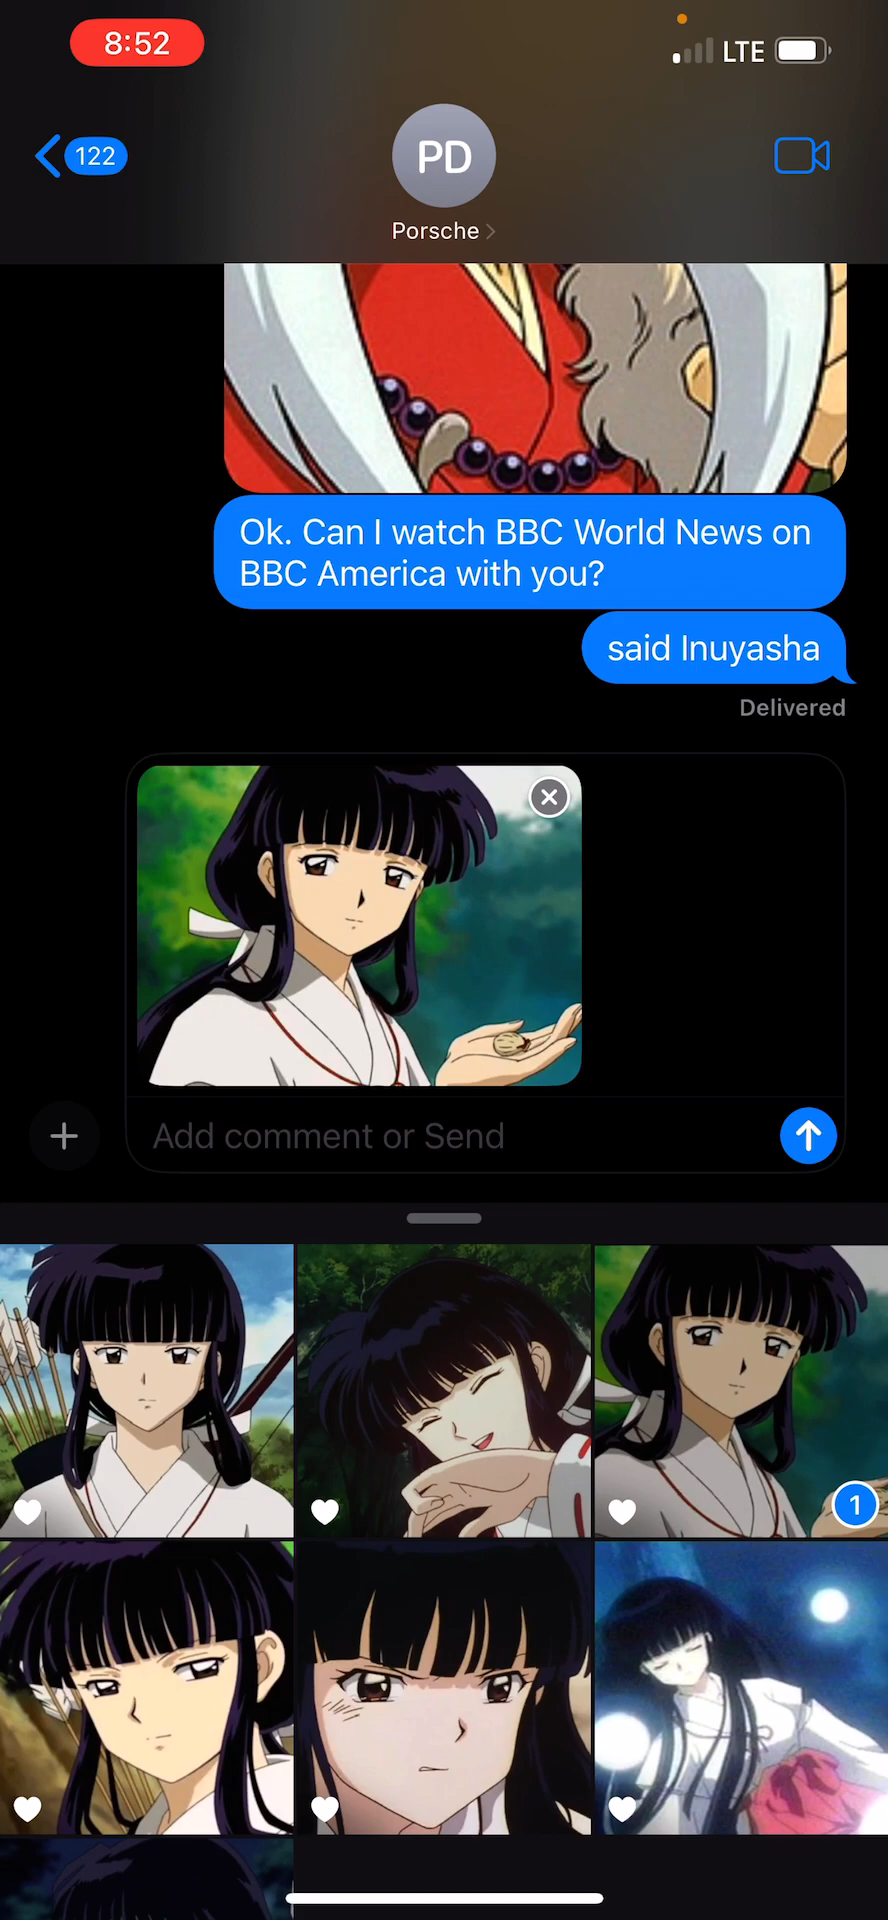 8:52
LTE
122
PD
Porsche
Ok. Can I watch BBC World News on
BBC America with you?
said Inuyasha
Delivered
Add comment or Send
1